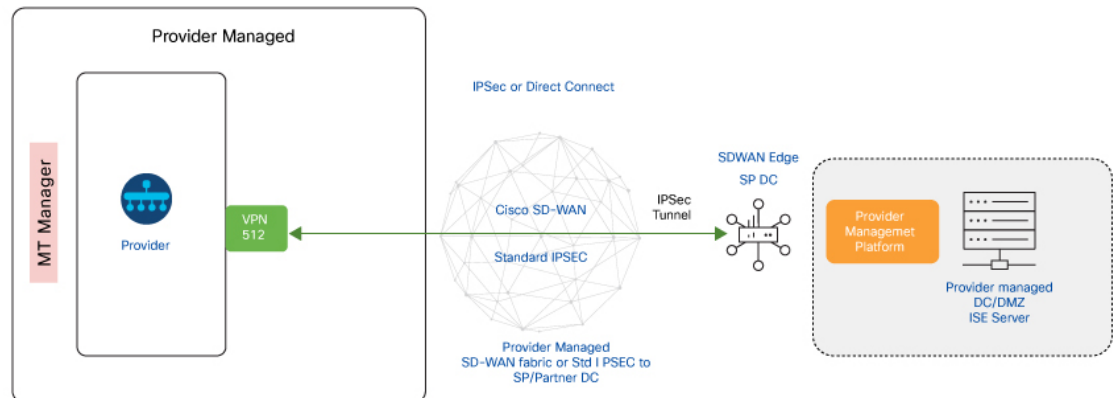 Provider Managed
MT Manager
Provider
VPN
512
IPSec or Direct Connect
Cisco SD-WAN
Standard IPSEC
Provider Managed
SD-WAN fabric or Std I PSEC to
SP/Partner DC
IPSec
Tunnel
SDWAN Edge
SP DC
Provider
Managemet
Platform
Provider managed
DC/DMZ
ISE Server